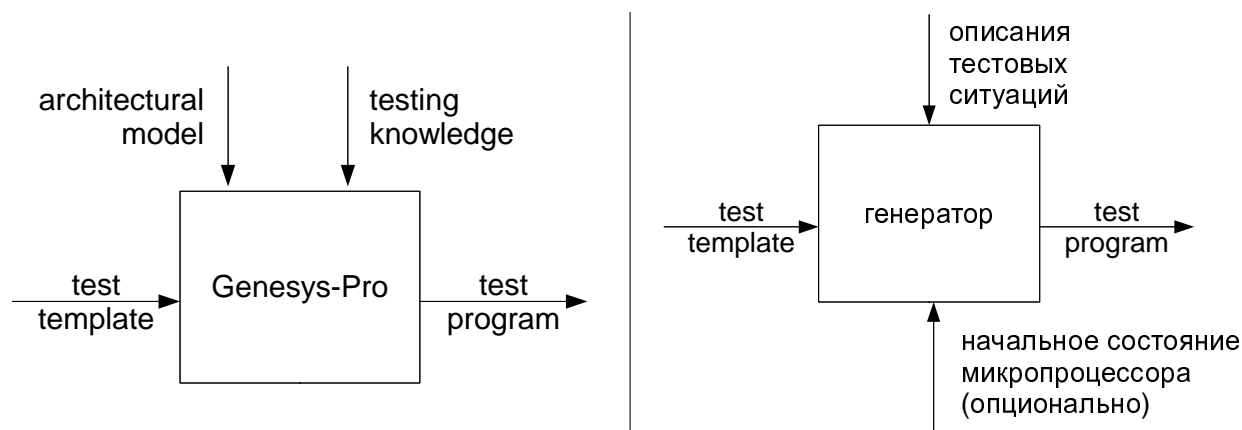 architectural
model
testing
knowledge
test
template
Genesys-Pro
test
program
описания
тестовых
ситуаций
test
template
генератор
test
program
начальное состояние
микропроцессора
(опционально)